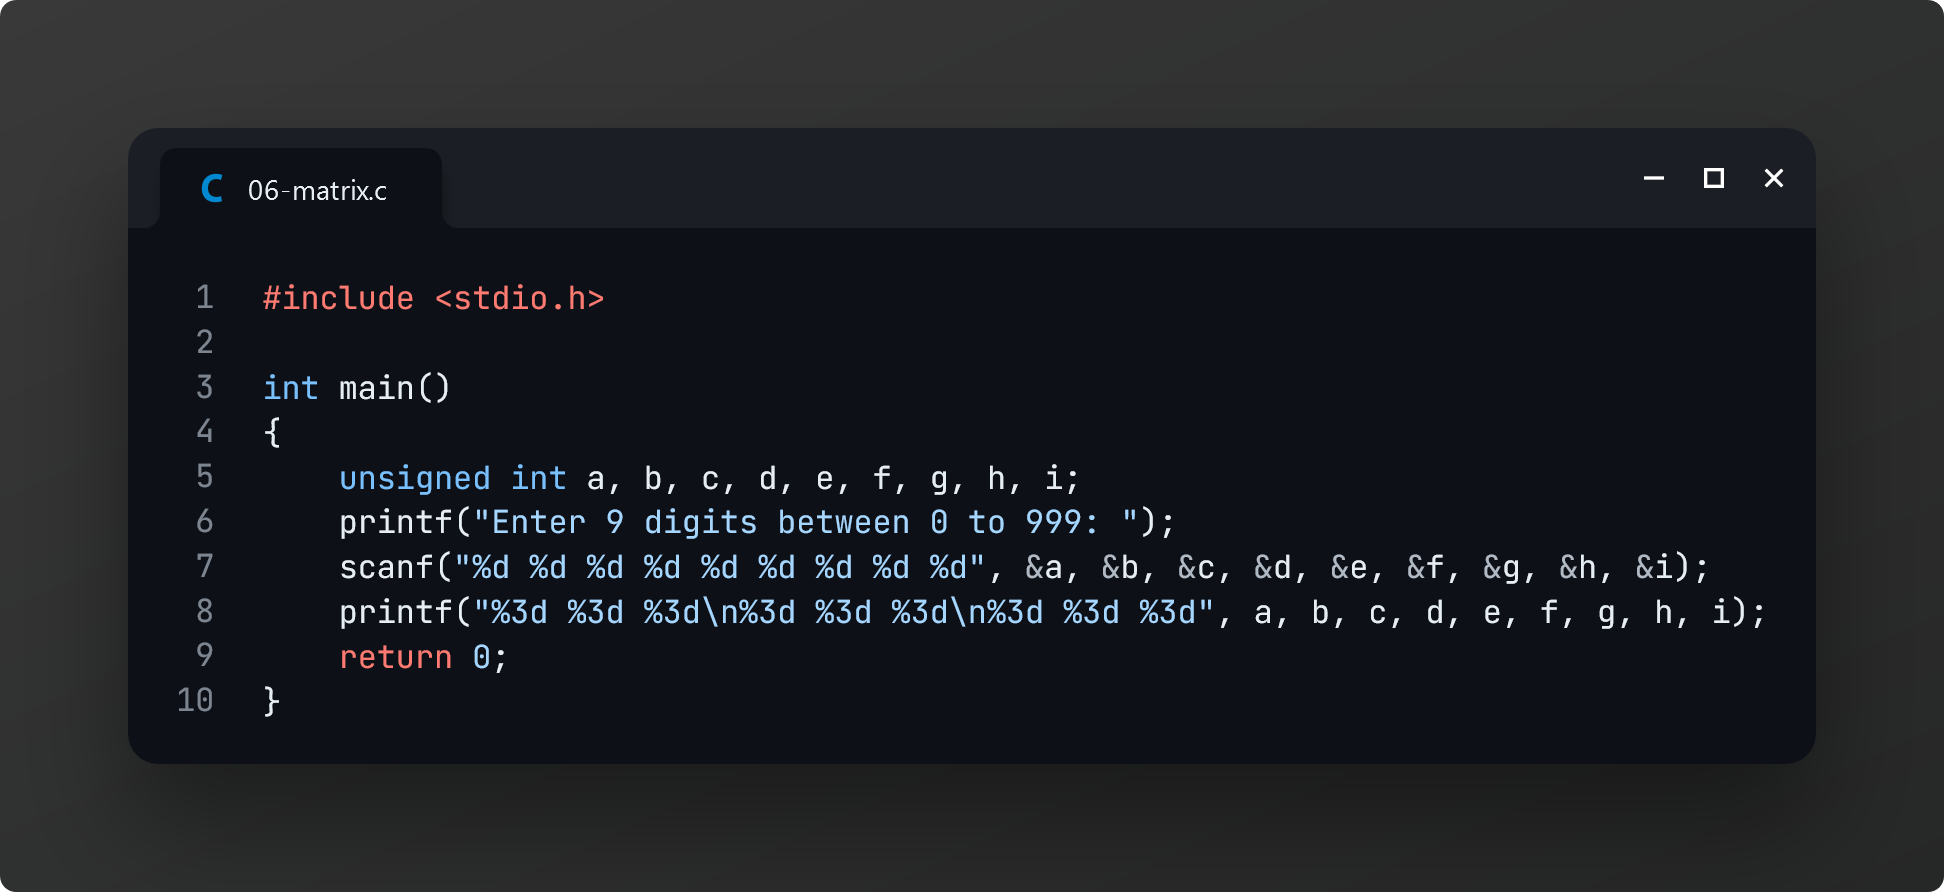 06-matrix.c
1 #include <stdio.h>
2
3 int main()
4 {
5     unsigned int a, b, c, d, e, f, g, h, i;
6     printf("Enter 9 digits between 0 to 999: ");
7     scanf("%d %d %d %d %d %d %d %d %d", &a, &b, &c, &d, &e, &f, &g, &h, &i);
8     printf("%3d %3d %3d\n%3d %3d %3d\n%3d %3d %3d", a, b, c, d, e, f, g, h, i);
9     return 0;
10 }